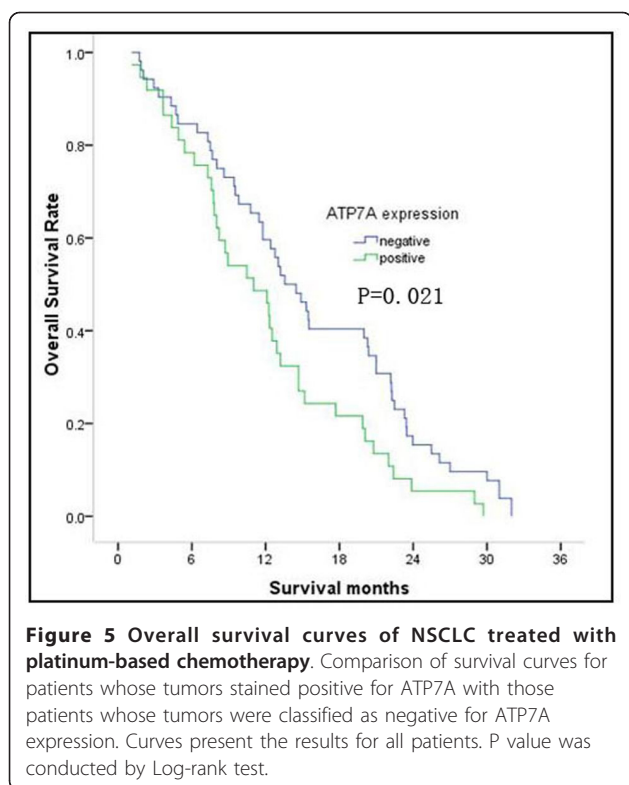 1.0
0.8
0.6
0.4
0.2
0.0
Overall Survival Rate
ATP7A expression
negative
positive
P=0.021
0 6 12 18 24 30 36
Survival months
Figure 5 Overall survival curves of NSCLC treated with
platinum-based chemotherapy. Comparison of survival curves for
patients whose tumors stained positive for ATP7A with those
patients whose tumors were classified as negative for ATP7A
expression. Curves present the results for all patients. P value was
conducted by Log-rank test.